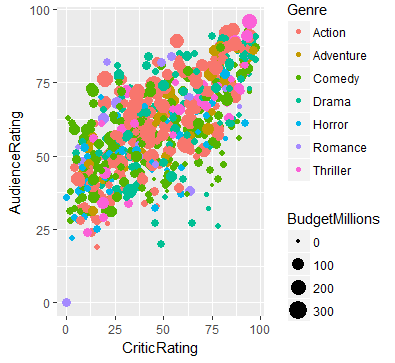 100
75
50
25
0
AudienceRating
0
25
50
75
100
CriticRating
Genre
Action
Adventure
Comedy
Drama
Horror
Romance
Thriller
BudgetMillions
0
100
200
300